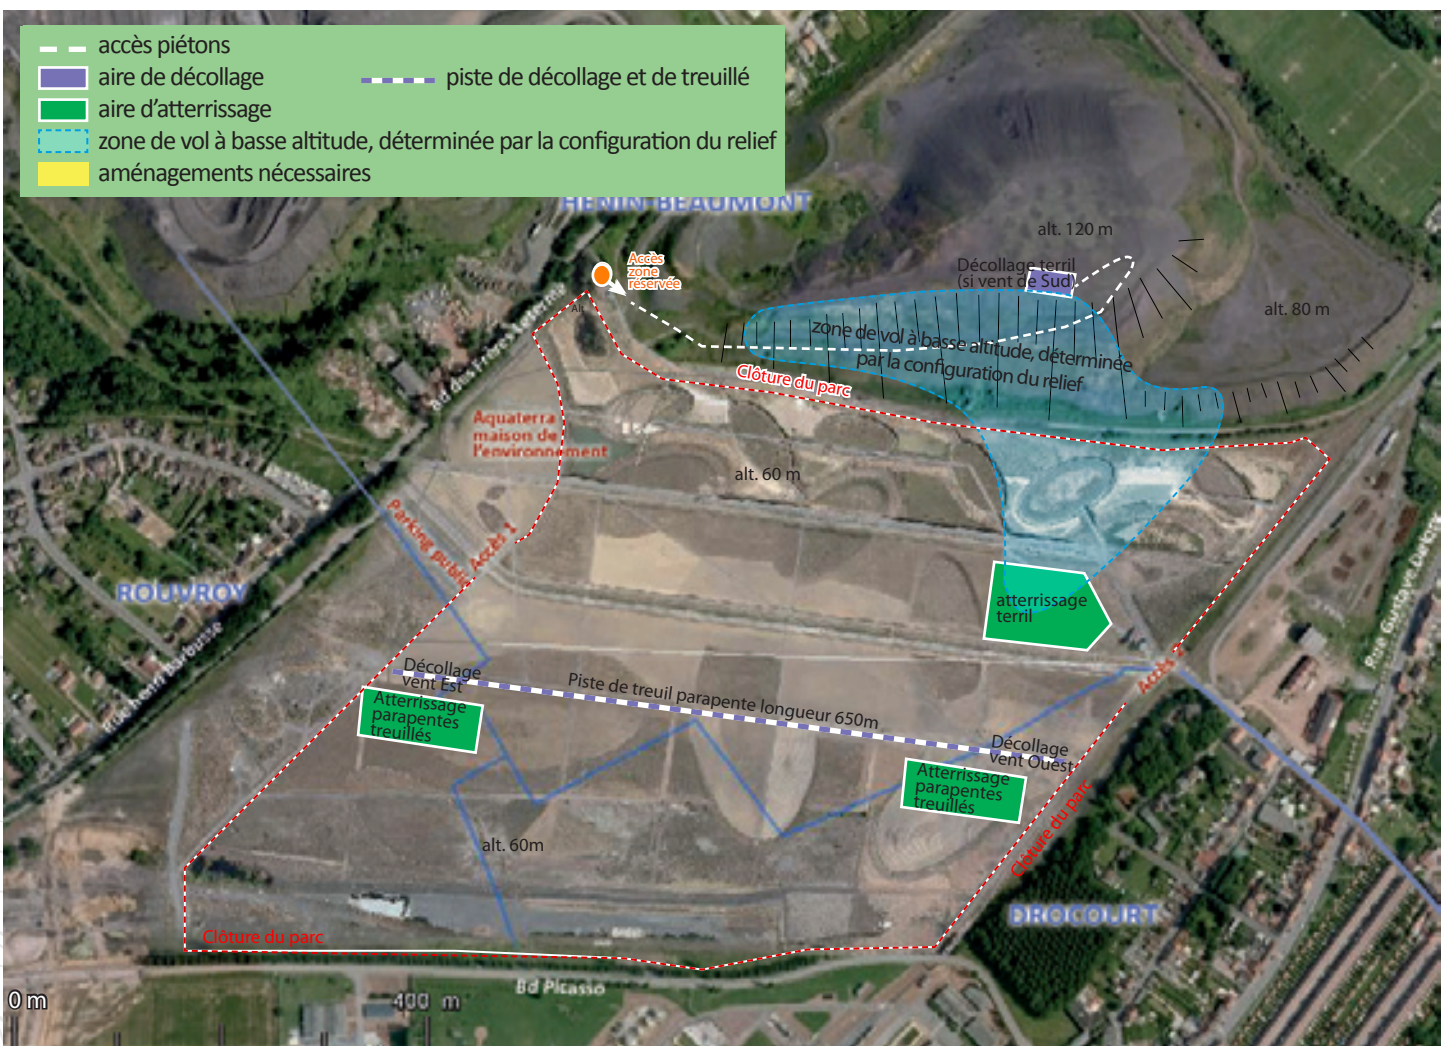 accès piétons
aire de décollage
piste de décollage et de treuillé
aire d'atterrissage
zone de vol à basse altitude, déterminée par la configuration du relief
aménagements nécessaires
HENIN-BEAUMONT
alt. 120 m
Accès
zone
réservée
Décollage terril
(si vent de Sud)
Alt
alt. 80 m
zone de vol à basse altitude, déterminée
par la configuration du relief
Clôture du parc
Aquaterra
maison de
l'environnement
alt. 60 m
Parking public
Accès 1
ROUVROY
atterrissage
terril
Rue Henri Barbusse
Accès 2
Décollage
vent Est
Piste de treuil parapente longueur 650m
Atterrissage
parapentes
treuillés
Décollage
vent Ouest
Atterrissage
parapentes
treuillés
Clôture du parc
alt. 60m
DROCOURT
Clôture du parc
Bd Picasso
0 m
400 m